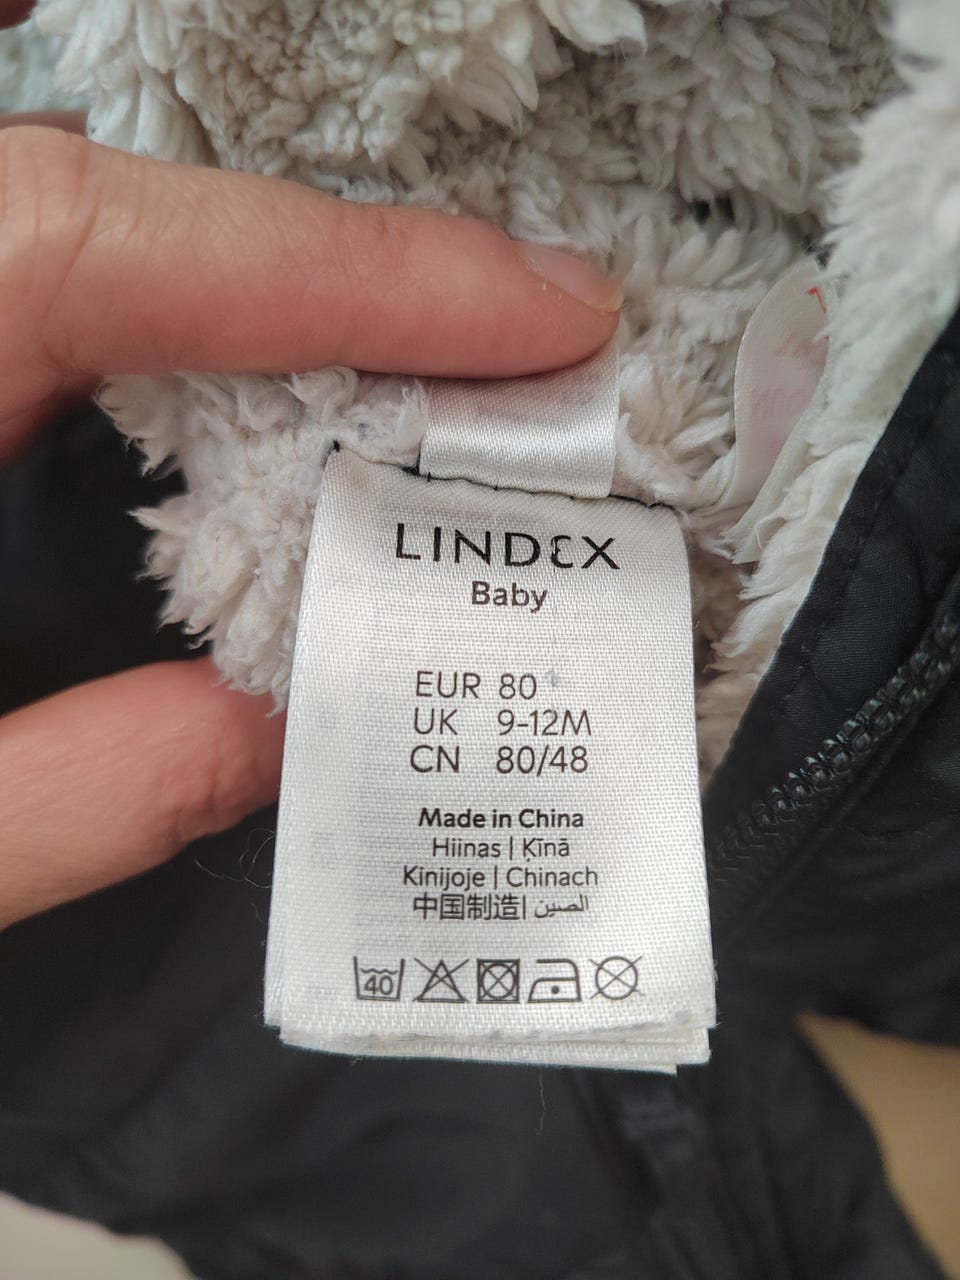 LINDEX
Baby
EUR 80
UK 9-12M
CN 80/48
Made in China
Hiinas | Ķīnā
Kinijoje | Chinach
中国制造| الصين
40